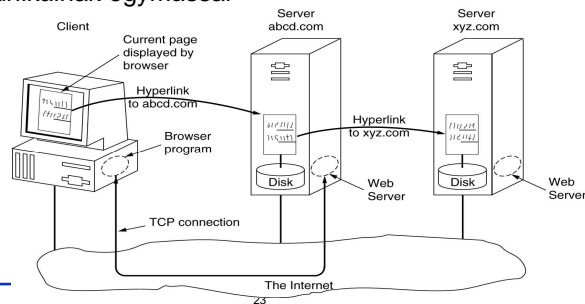 Client
Server
abcd.com
Server
xyz.com
Current page
displayed by
browser
Hyperlink
to abcd.com
Hyperlink
to xyz.com
Browser
program
Disk
Web
Server
Disk
Web
Server
TCP connection
The Internet
23